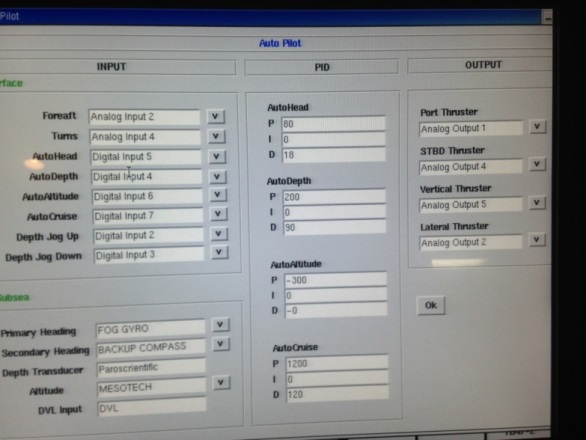 Pilot
Auto Pilot
INPUT
PID
OUTPUT
rface
Foreaft Analog Input 2 v
Turns Analog Input 4 v
AutoHead Digital Input 5 v
AutoDepth Digital Input 4 v
AutoAltitude Digital Input 6 v
AutoCruise Digital Input 7 v
Depth Jog Up Digital Input 2 v
Depth Jog Down Digital Input 3 v
Subsea
Primary Heading FOG GYRO v
Secondary Heading BACKUP COMPASS v
Depth Transducer Paroscrientific
Altitude MESOTECH v
DVL Input DVL
AutoHead
P 80
I 0
D 18
AutoDepth
P 200
I 0
D 90
AutoAltitude
P -300
I 0
D -0
AutoCruise
P 1200
I 0
D 120
Port Thruster
Analog Output 1 v
STBD Thruster
Analog Output 4 v
Vertical Thruster
Analog Output 5 v
Lateral Thruster
Analog Output 2 v
Ok